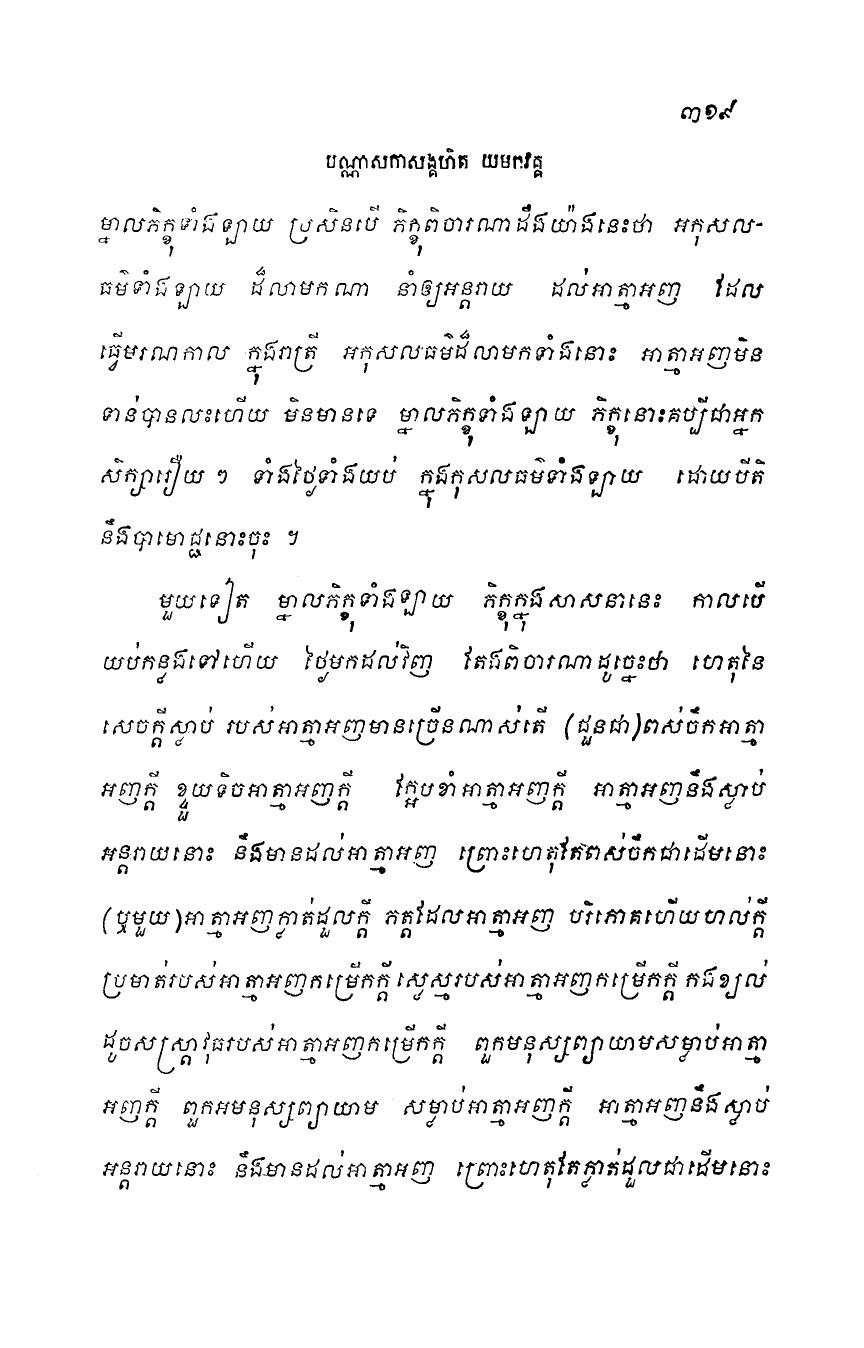 ៣១៩
បណ្ណាសកាសង្គហិត យមកវគ្គ
ម្នាលភិក្ខុទាំងឡាយ ប្រសិនបើ ភិក្ខុពិចារណាដឹងយ៉ាងនេះថា អកុសល-
ធម៌ទាំងឡាយ ដ៏លាមកណា នាំឲ្យអន្តរាយ ដល់អាត្មាអញ ដែល
ធ្វើមរណកាល ក្នុងរាត្រី អកុសលធម៌ដ៏លាមកទាំងនោះ អាត្មាអញមិន
ទាន់បានលះហើយ មិនមានទេ ម្នាលភិក្ខុទាំងឡាយ ភិក្ខុនោះគប្បីជាអ្នក
សិក្សារឿយ ៗ ទាំងថ្ងៃទាំងយប់ ក្នុងកុសលធម៌ទាំងឡាយ ដោយបីតិ
និងបាមោជ្ជនោះចុះ ។
មួយទៀត ម្នាលភិក្ខុទាំងឡាយ ភិក្ខុក្នុងសាសនានេះ កាលបើ
យប់កន្លងទៅហើយ ថ្ងៃមកដល់វិញ តែងពិចារណាដូច្នេះថា ហេតុនៃ
សេចក្តីស្លាប់ របស់អាត្មាអញមានច្រើនណាស់តើ (ដួនជា)ពស់ចឹកអាត្មា
អញក្តី ខ្ទួយទិចអាត្មាអញក្តី ក្អែបខាំអាត្មាអញក្តី អាត្មាអញនឹងស្លាប់
អន្តរាយនោះ នឹងមានដល់អាត្មាអញ ព្រោះហេតុតែពស់ចឹកជាដើមនោះ
(ឬមួយ)អាត្មាអញភ្លាត់ដួលក្តី ភត្តដែលអាត្មាអញ បរិភោគហើយហល់ក្តី
ប្រមាត់របស់អាត្មាអញកម្រើកក្តី ស្លេស្មរបស់អាត្មាអញកម្រើកក្តី កងខ្យល់
ដូចសស្ត្រាវុធរបស់អាត្មាអញកម្រើកក្តី ពួកមនុស្សព្យាយាមសម្លាប់អាត្មា
អញក្តី ពួកអមនុស្សព្យាយាម សម្លាប់អាត្មាអញក្តី អាត្មាអញនឹងស្លាប់
អន្តរាយនោះ នឹងមានដល់អាត្មាអញ ព្រោះហេតុតែភ្លាត់ដួលជាដើមនោះ